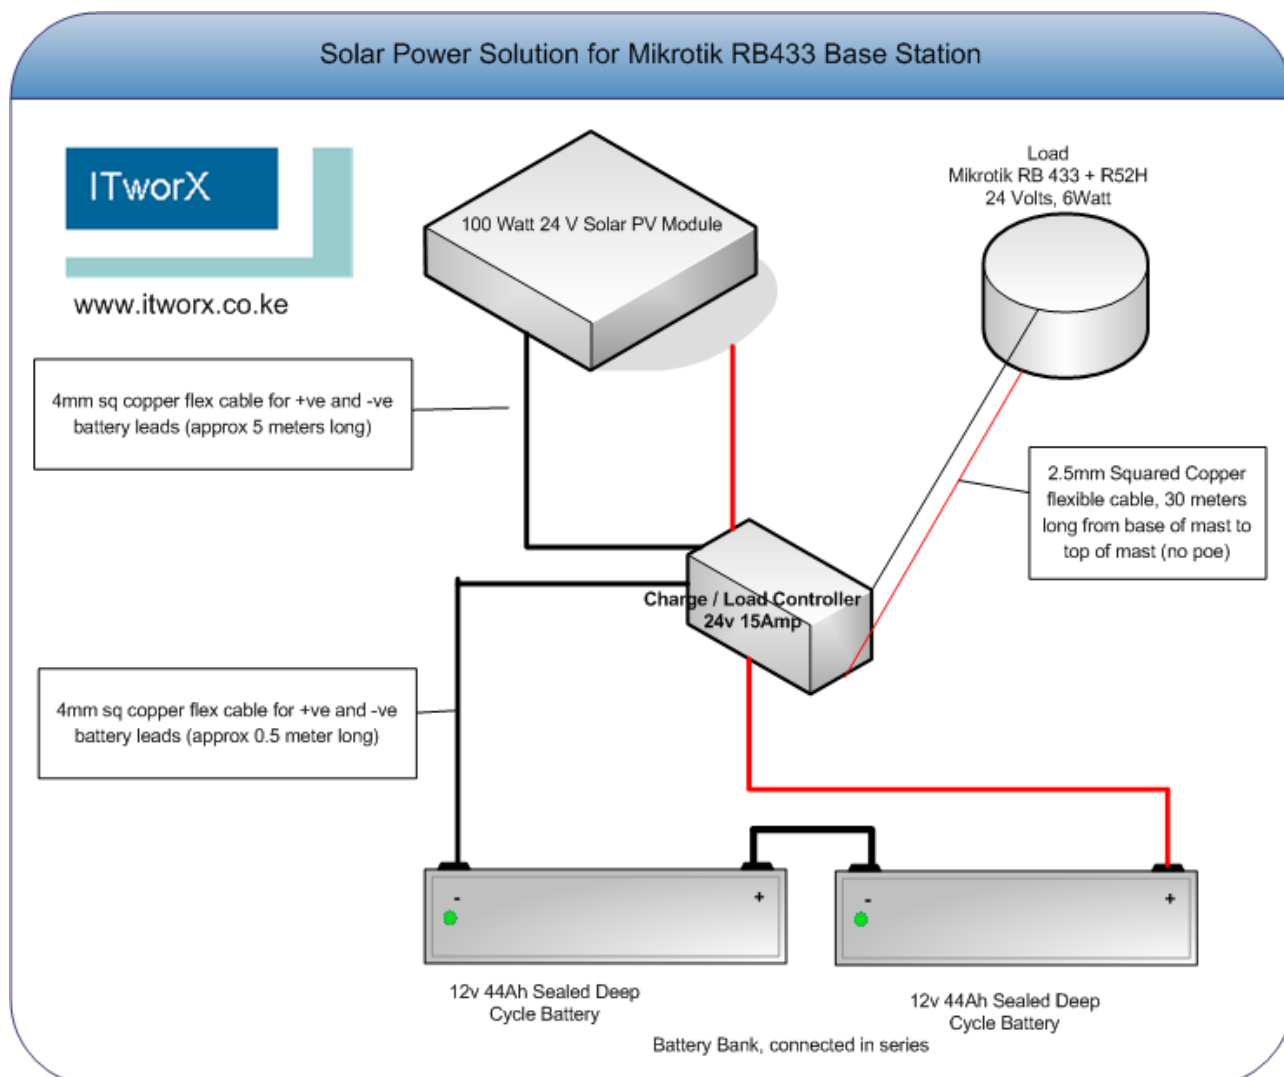 Solar Power Solution for Mikrotik RB433 Base Station
ITworX
www.itworx.co.ke
100 Watt 24 V Solar PV Module
Load
Mikrotik RB 433 + R52H
24 Volts, 6Watt
4mm sq copper flex cable for +ve and -ve
battery leads (approx 5 meters long)
2.5mm Squared Copper
flexible cable, 30 meters
long from base of mast to
top of mast (no poe)
Charge / Load Controller
24v 15Amp
4mm sq copper flex cable for +ve and -ve
battery leads (approx 0.5 meter long)
- +
- +
12v 44Ah Sealed Deep
Cycle Battery
12v 44Ah Sealed Deep
Cycle Battery
Battery Bank, connected in series